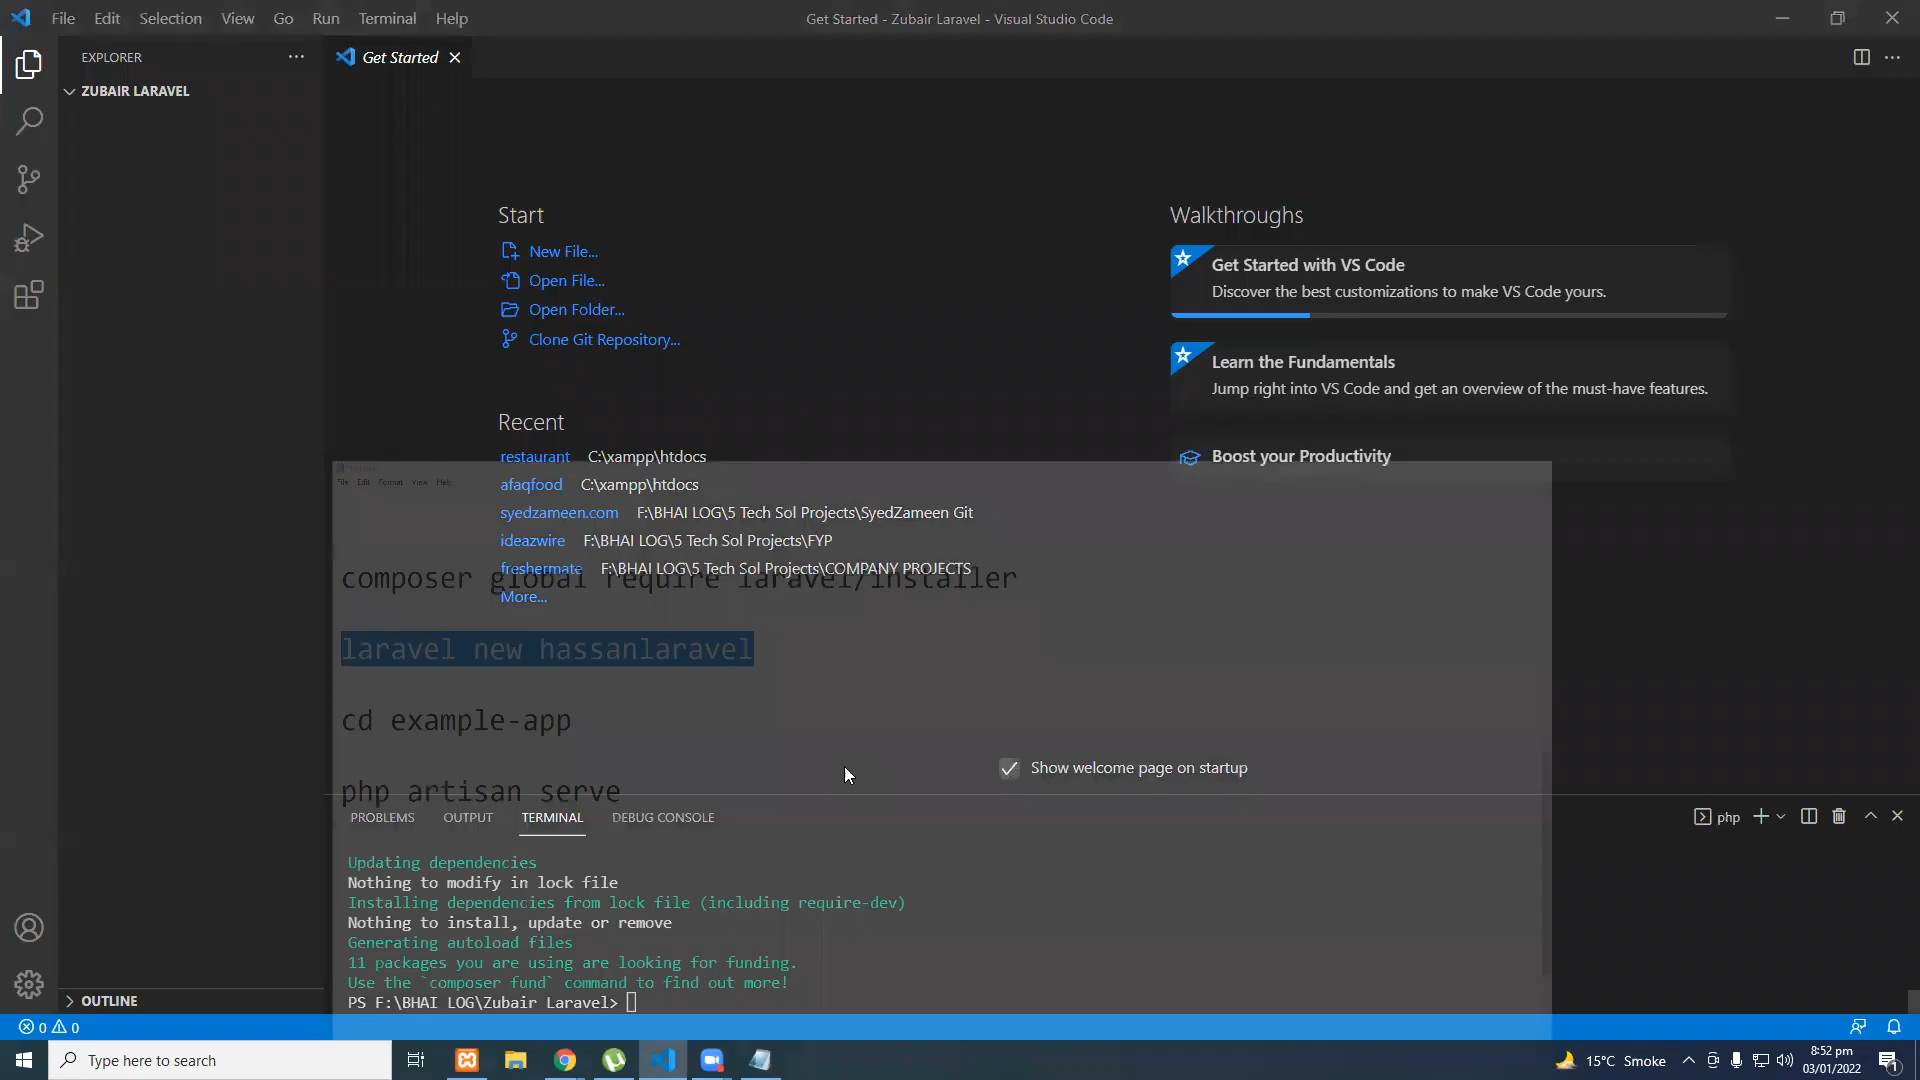 File Edit Selection View Go Run Terminal Help
Get Started - Zubair Laravel - Visual Studio Code
EXPLORER
Get Started
ZUBAIR LARAVEL
Start
New File...
Open File...
Open Folder...
Clone Git Repository...
Recent
restaurant C:\xampp\htdocs
afaqfood C:\xampp\htdocs
syedzameen.com F:\BHAI LOG\5 Tech Sol Projects\SyedZameen Git
ideazwire F:\BHAI LOG\5 Tech Sol Projects\FYP
freshermate F:\BHAI LOG\5 Tech Sol Projects\COMPANY PROJECTS
More...
Walkthroughs
Get Started with VS Code
Discover the best customizations to make VS Code yours.
Learn the Fundamentals
Jump right into VS Code and get an overview of the must-have features.
Boost your Productivity
File Edit Format View Help
composer global require laravel/installer
laravel new hassanlaravel
cd example-app
php artisan serve
Show welcome page on startup
PROBLEMS OUTPUT TERMINAL DEBUG CONSOLE
php
Updating dependencies
Nothing to modify in lock file
Installing dependencies from lock file (including require-dev)
Nothing to install, update or remove
Generating autoload files
11 packages you are using are looking for funding.
Use the `composer fund` command to find out more!
PS F:\BHAI LOG\Zubair Laravel>
OUTLINE
0 0
Type here to search
15°C Smoke
8:52 pm
03/01/2022
1